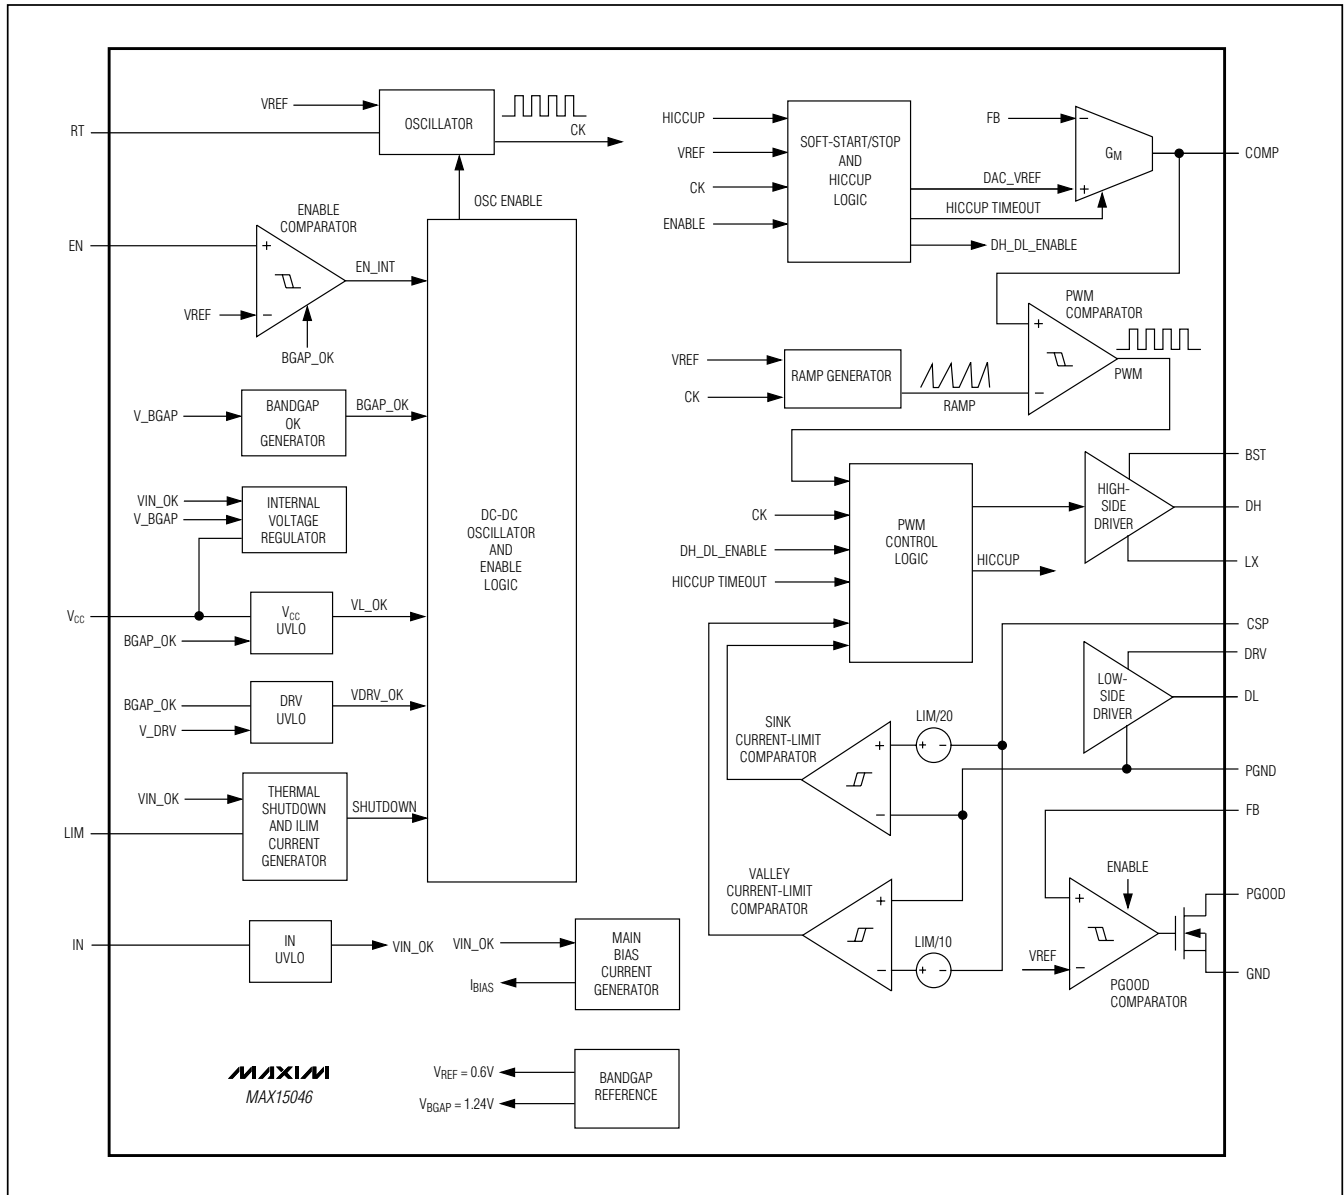 VREF
RT
OSCILLATOR
CK
OSC ENABLE
ENABLE
COMPARATOR
EN
+
EN_INT
VREF
−
BGAP_OK
V_BGAP
BANDGAP
OK
GENERATOR
BGAP_OK
VIN_OK
V_BGAP
INTERNAL
VOLTAGE
REGULATOR
DC-DC
OSCILLATOR
AND
ENABLE
LOGIC
VCC
VCC
UVLO
VL_OK
BGAP_OK
BGAP_OK
V_DRV
DRV
UVLO
VDRV_OK
VIN_OK
LIM
THERMAL
SHUTDOWN
AND ILIM
CURRENT
GENERATOR
SHUTDOWN
IN
IN
UVLO
VIN_OK
VIN_OK
IBIAS
MAIN
BIAS
CURRENT
GENERATOR
MAXIM
MAX15046
VREF = 0.6V
VBGAP = 1.24V
BANDGAP
REFERENCE
HICCUP
VREF
CK
ENABLE
SOFT-START/STOP
AND
HICCUP
LOGIC
FB
−
GM
+
COMP
DAC_VREF
HICCUP TIMEOUT
DH_DL_ENABLE
PWM
COMPARATOR
+
−
PWM
VREF
CK
RAMP GENERATOR
RAMP
CK
DH_DL_ENABLE
HICCUP TIMEOUT
PWM
CONTROL
LOGIC
HICCUP
HIGH-
SIDE
DRIVER
BST
DH
LX
CSP
DRV
LOW-
SIDE
DRIVER
DL
PGND
SINK
CURRENT-LIMIT
COMPARATOR
+
−
LIM/20
+ −
VALLEY
CURRENT-LIMIT
COMPARATOR
+
−
LIM/10
+ −
FB
ENABLE
+
VREF
−
PGOOD
COMPARATOR
PGOOD
GND